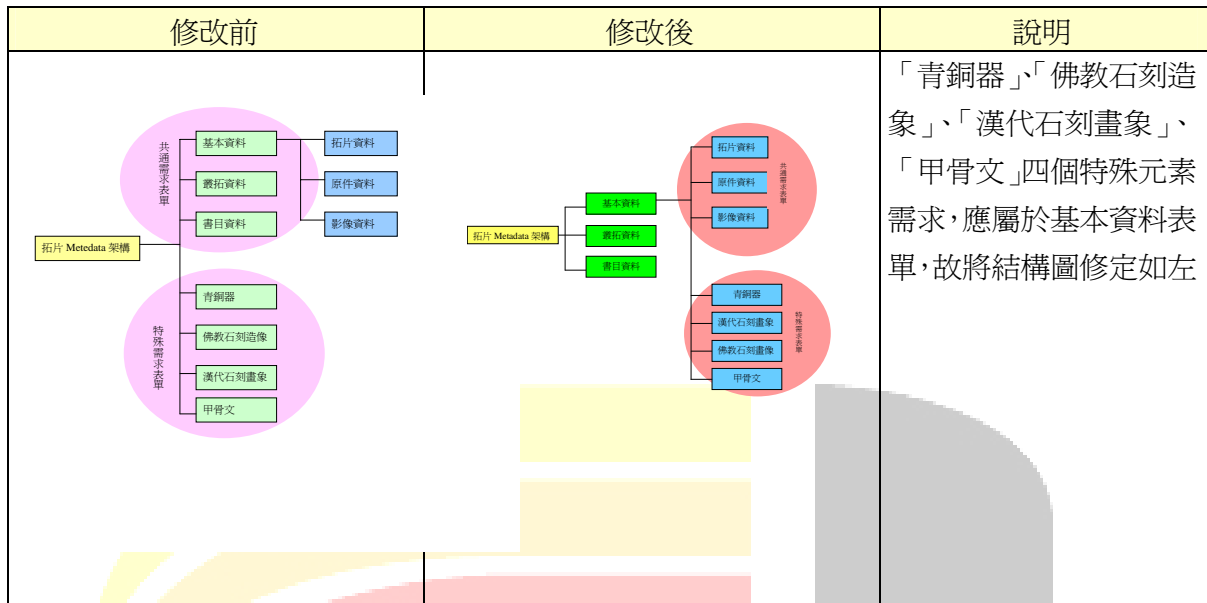 修改前
修改後
說明
共通需求表單
基本資料
叢拓資料
書目資料
拓片資料
原件資料
影像資料
拓片 Metedata 架構
特殊需求表單
青銅器
佛教石刻造像
漢代石刻畫象
甲骨文
拓片 Metadata 架構
基本資料
叢拓資料
書目資料
拓片資料
原件資料
影像資料
共通需求表單
青銅器
漢代石刻畫象
佛教石刻畫像
甲骨文
特殊需求表單
「青銅器」、「佛教石刻造
象」、「漢代石刻畫象」、
「甲骨文」四個特殊元素
需求，應屬於基本資料表
單，故將結構圖修定如左